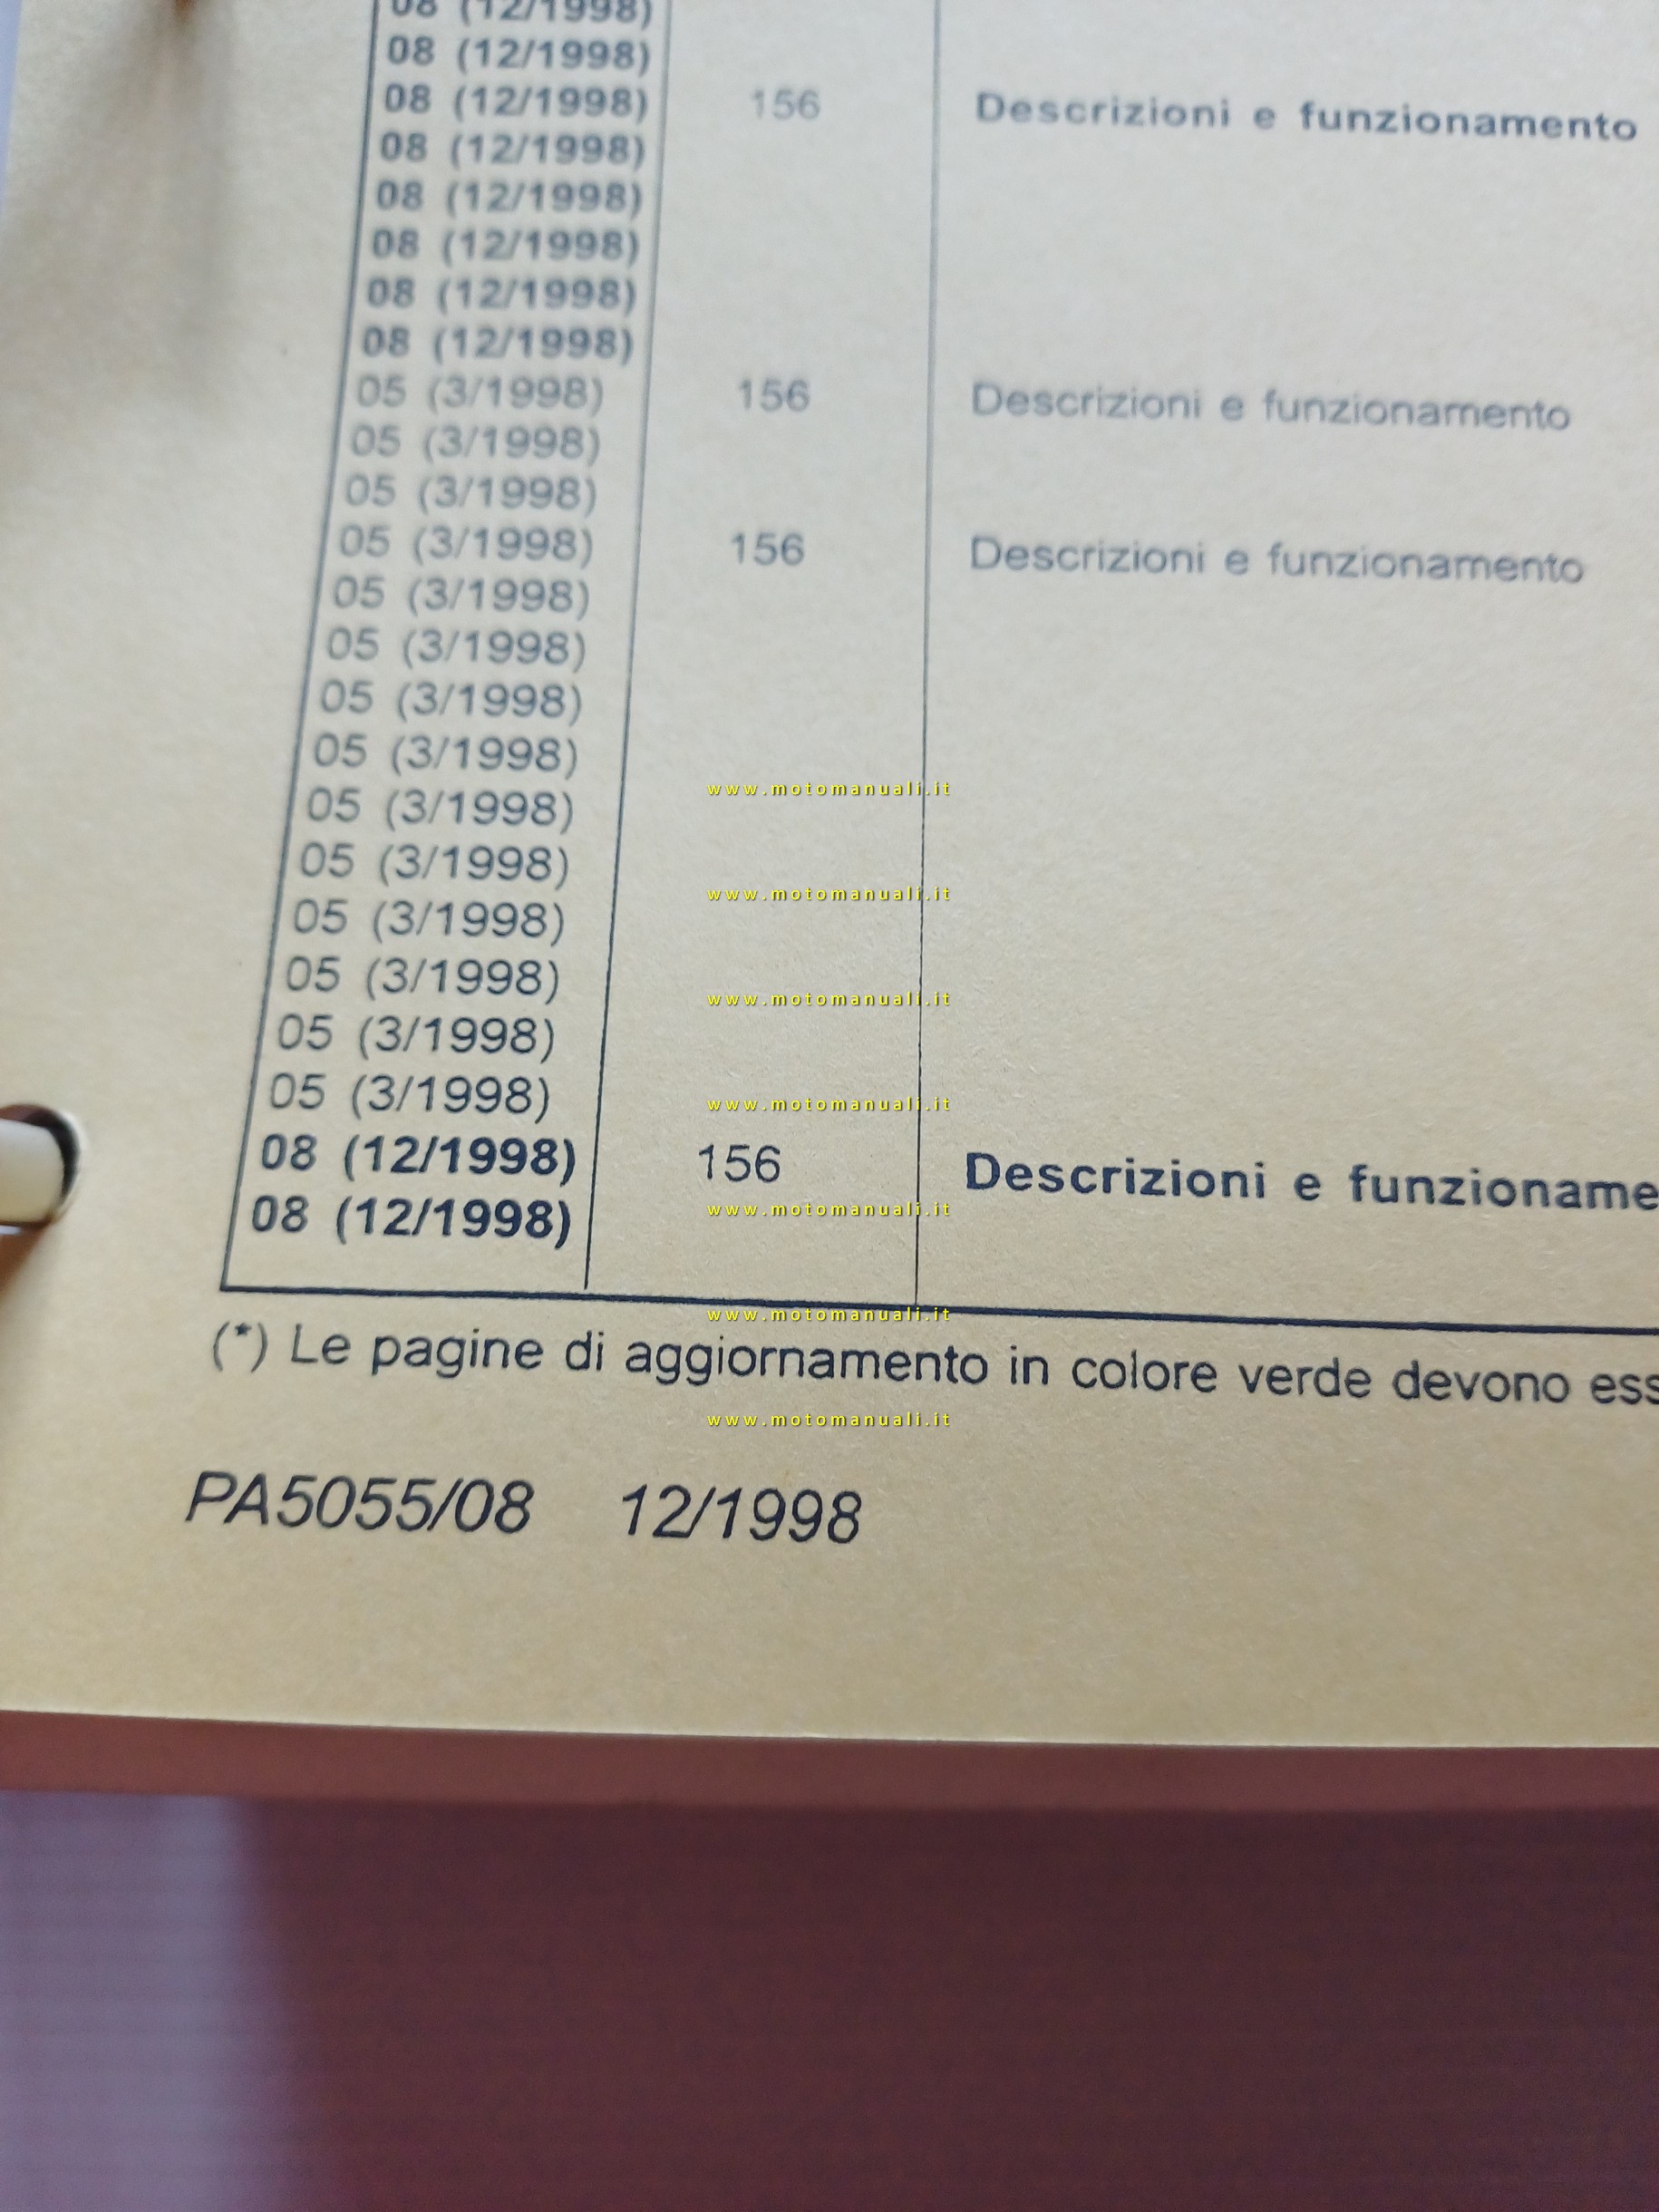 08 (12/1998)
08 (12/1998)
08 (12/1998) 156 Descrizioni e funzionamento
08 (12/1998)
08 (12/1998)
08 (12/1998)
08 (12/1998)
08 (12/1998)
05 (3/1998) 156 Descrizioni e funzionamento
05 (3/1998)
05 (3/1998)
05 (3/1998) 156 Descrizioni e funzionamento
05 (3/1998)
05 (3/1998)
05 (3/1998)
05 (3/1998)
www.motomanuali.it
05 (3/1998)
05 (3/1998)
www.motomanuali.it
05 (3/1998)
05 (3/1998)
www.motomanuali.it
05 (3/1998)
05 (3/1998)
www.motomanuali.it
08 (12/1998) 156 Descrizioni e funzioname
08 (12/1998)
www.motomanuali.it
www.motomanuali.it
(*) Le pagine di aggiornamento in colore verde devono ess
www.motomanuali.it
PA5055/08 12/1998